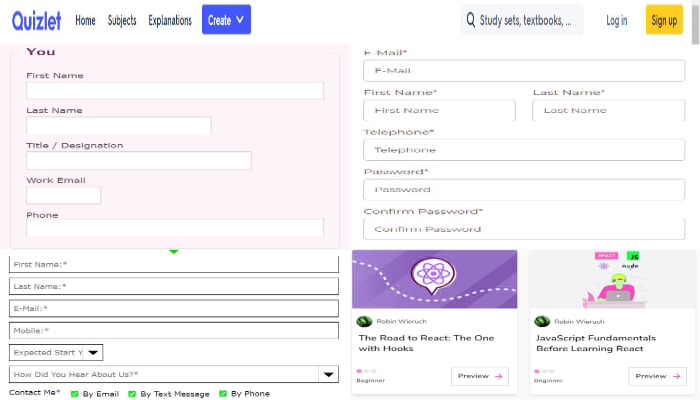 Quizlet Home Subjects Explanations Create Study sets, textbooks, ... Log in Sign up
You
First Name
Last Name
Title / Designation
Work Email
Phone
E-Mail*
E-Mail
First Name* Last Name*
First Name Last Name
Telephone*
Telephone
Password*
Password
Confirm Password*
Confirm Password
First Name:*
Last Name:*
E-Mail:*
Mobile:*
Expected Start Y
How Did You Hear About Us?*
Contact Me* By Email By Text Message By Phone
Robin Wieruch
The Road to React: The One
with Hooks
Beginner
Preview →
REACT JS
node
Robin Wieruch
JavaScript Fundamentals
Before Learning React
Beginner
Preview →